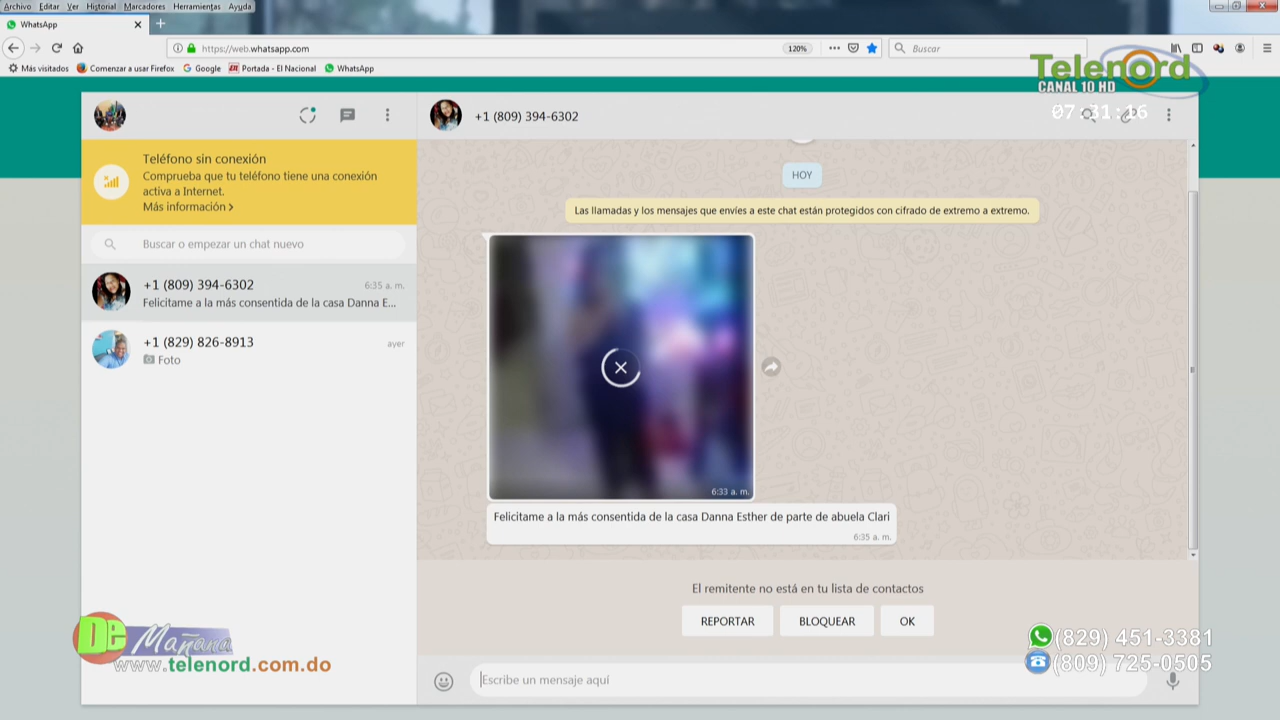 Archivo Editar Ver Historial Marcadores Herramientas Ayuda
WhatsApp
https://web.whatsapp.com
120%
Buscar
Más visitados Comenzar a usar Firefox Google Portada - El Nacional WhatsApp
Telenord
CANAL 10 HD
07:31:16
+1 (809) 394-6302
Teléfono sin conexión
Comprueba que tu teléfono tiene una conexión
activa a Internet.
Más información
Buscar o empezar un chat nuevo
+1 (809) 394-6302
6:35 a. m.
Felicitame a la más consentida de la casa Danna E...
+1 (829) 826-8913
ayer
Foto
HOY
Las llamadas y los mensajes que envíes a este chat están protegidos con cifrado de extremo a extremo.
6:33 a. m.
Felicitame a la más consentida de la casa Danna Esther de parte de abuela Clari
6:35 a. m.
El remitente no está en tu lista de contactos
REPORTAR BLOQUEAR OK
Escribe un mensaje aquí
De Mañana
www.telenord.com.do
(829) 451-3381
(809) 725-0505